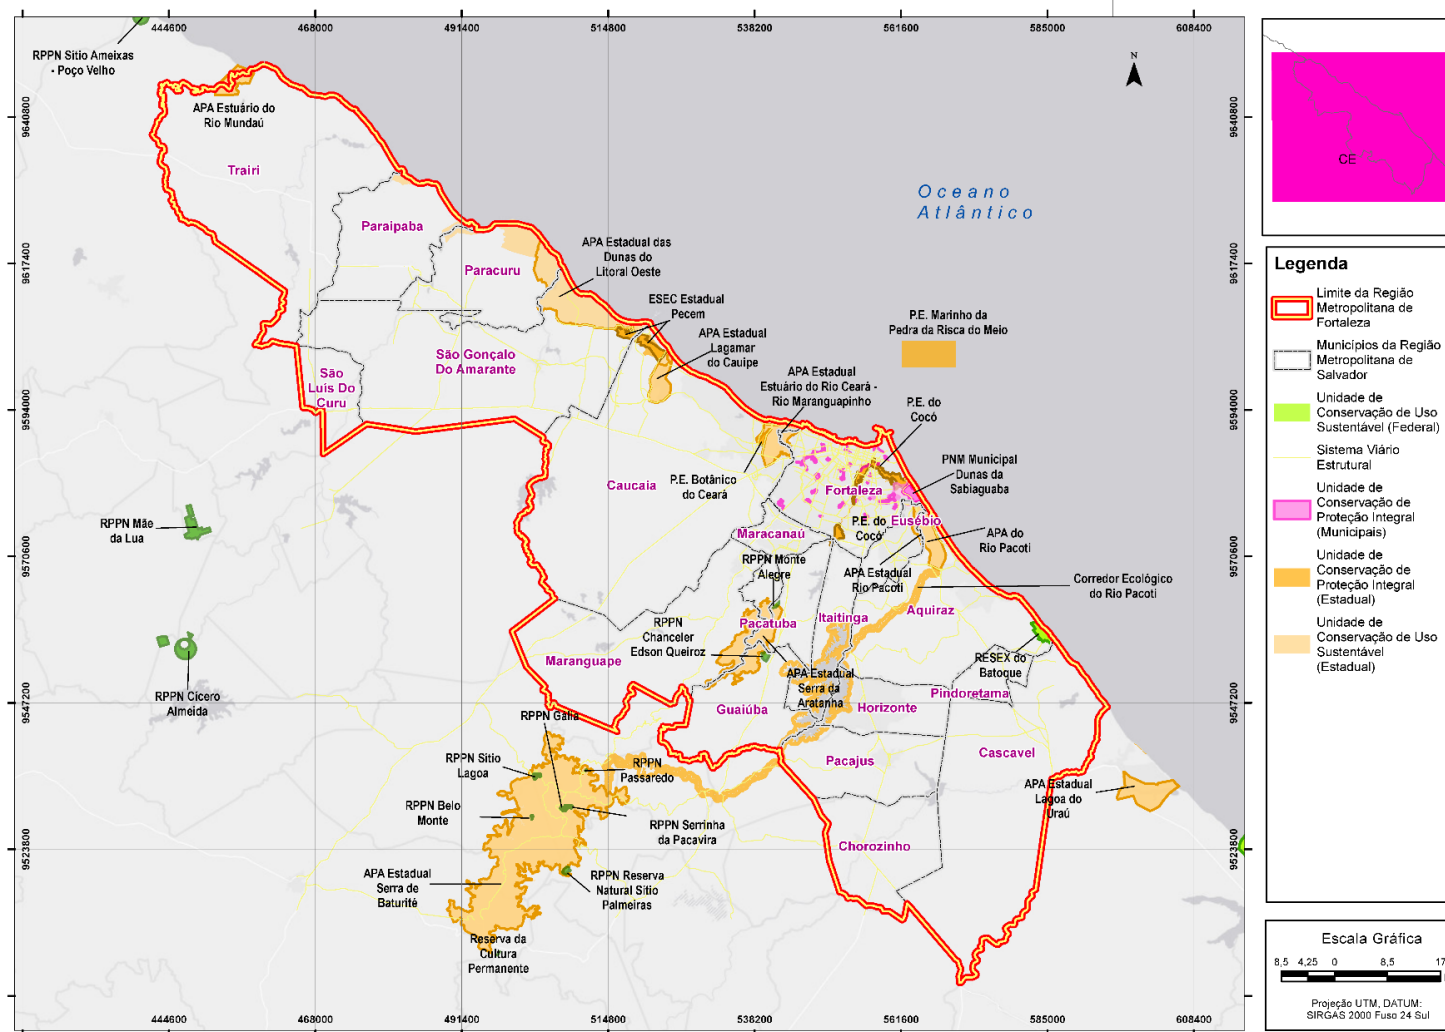 444600
468000
491400
514800
538200
561600
585000
608400
RPPN Sitio Ameixas
- Poço Velho
APA Estuário do
Rio Mundaú
Trairi
Paraipaba
Paracuru
APA Estadual das
Dunas do
Litoral Oeste
ESEC Estadual
Pecem
APA Estadual
Lagamar
do Cauipe
São Gonçalo
Do Amarante
São
Luís Do
Curu
N
Oceano
Atlântico
P.E. Marinho da
Pedra da Risca do Meio
APA Estadual
Estuário do Rio Ceará -
Rio Maranguapinho
P.E. do
Cocó
PNM Municipal
Dunas da
Sabiaguaba
P.E. Botânico
do Ceará
Caucaia
Fortaleza
Maracanaú
P.E. do
Cocó
Eusébio
APA do
Rio Pacoti
RPPN Monte
Alegre
APA Estadual
Rio Pacoti
Corredor Ecológico
do Rio Pacoti
RPPN Mãe
da Lua
RPPN
Chanceler
Edson Queiroz
Pacatuba
Itaitinga
Aquiraz
Maranguape
RESEX do
Batoque
RPPN Cícero
Almeida
APA Estadual
Serra da
Aratanha
Pindoretama
Guaiúba
Horizonte
RPPN Gália
RPPN Sítio
Lagoa
RPPN
Passaredo
Pacajus
Cascavel
RPPN Belo
Monte
RPPN Serrinha
da Pacavira
APA Estadual
Lagoa do
Uraú
Chorozinho
APA Estadual
Serra de
Baturité
RPPN Reserva
Natural Sítio
Palmeiras
Reserva da
Cultura
Permanente
9640800
9617400
9594000
9570600
9547200
9523800
9640800
9617400
9594000
9570600
9547200
9523800
444600
468000
491400
514800
538200
561600
585000
608400
CE
Legenda
Limite da Região
Metropolitana de
Fortaleza
Municípios da Região
Metropolitana de
Salvador
Unidade de
Conservação de Uso
Sustentável (Federal)
Sistema Viário
Estrutural
Unidade de
Conservação de
Proteção Integral
(Municipais)
Unidade de
Conservação de
Proteção Integral
(Estadual)
Unidade de
Conservação de Uso
Sustentável
(Estadual)
Escala Gráfica
8,5 4,25 0 8,5 17
Projeção UTM, DATUM:
SIRGAS 2000 Fuso 24 Sul